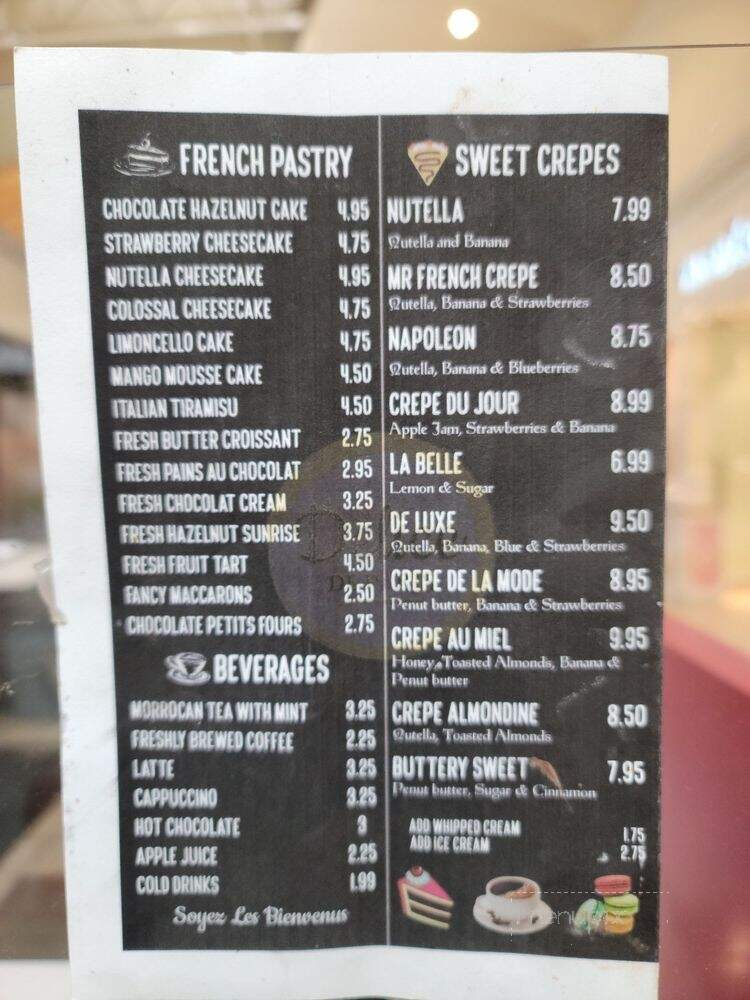 FRENCH PASTRY
CHOCOLATE HAZELNUT CAKE 4.95
STRAWBERRY CHEESECAKE 4.75
NUTELLA CHEESECAKE 4.95
COLOSSAL CHEESECAKE 4.75
LIMONCELLO CAKE 4.75
MANGO MOUSSE CAKE 4.50
ITALIAN TIRAMISU 4.50
FRESH BUTTER CROISSANT 2.75
FRESH PAINS AU CHOCOLAT 2.95
FRESH CHOCOLAT CREAM 3.25
FRESH HAZELNUT SUNRISE 3.75
FRESH FRUIT TART 4.50
FANCY MACCARONS 2.50
CHOCOLATE PETITS FOURS 2.75
BEVERAGES
MORROCAN TEA WITH MINT 3.25
FRESHLY BREWED COFFEE 2.25
LATTE 3.25
CAPPUCCINO 3.25
HOT CHOCOLATE 3
APPLE JUICE 2.25
COLD DRINKS 1.99
Soyez Les Bienvenus
SWEET CREPES
NUTELLA 7.99
Nutella and Banana
MR FRENCH CREPE 8.50
Nutella, Banana & Strawberries
NAPOLEON 8.75
Nutella, Banana & Blueberries
CREPE DU JOUR 8.99
Apple Jam, Strawberries & Banana
LA BELLE 6.99
Lemon & Sugar
DE LUXE 9.50
Nutella, Banana, Blue & Strawberries
CREPE DE LA MODE 8.95
Penut butter, Banana & Strawberries
CREPE AU MIEL 9.95
Honey, Toasted Almonds, Banana &
Penut butter
CREPE ALMONDINE 8.50
Nutella, Toasted Almonds
BUTTERY SWEET 7.95
Penut butter, Sugar & Cinnamon
ADD WHIPPED CREAM 1.75
ADD ICE CREAM 2.75